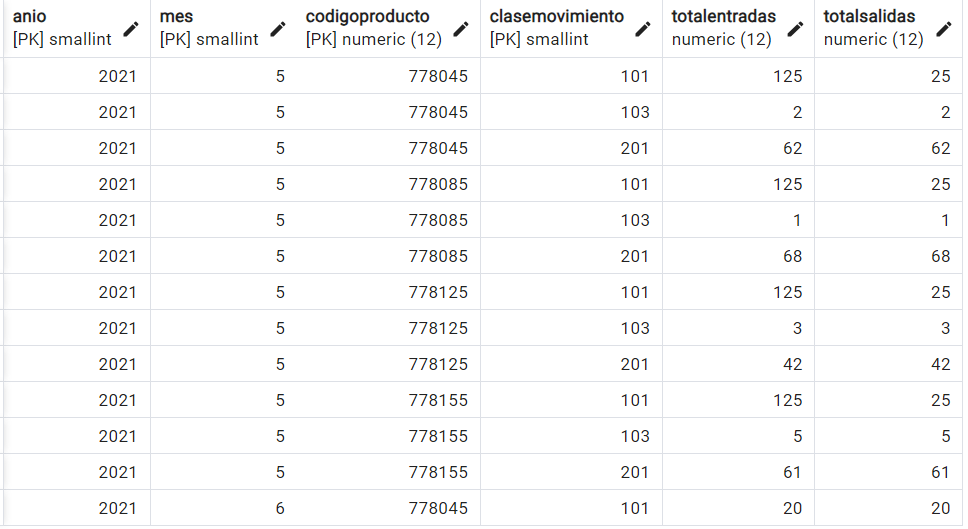 anio mes codigoproducto clasemovimiento totalentradas totalsalidas
[PK] smallint [PK] smallint [PK] numeric (12) [PK] smallint numeric (12) numeric (12)
2021 5 778045 101 125 25
2021 5 778045 103 2 2
2021 5 778045 201 62 62
2021 5 778085 101 125 25
2021 5 778085 103 1 1
2021 5 778085 201 68 68
2021 5 778125 101 125 25
2021 5 778125 103 3 3
2021 5 778125 201 42 42
2021 5 778155 101 125 25
2021 5 778155 103 5 5
2021 5 778155 201 61 61
2021 6 778045 101 20 20